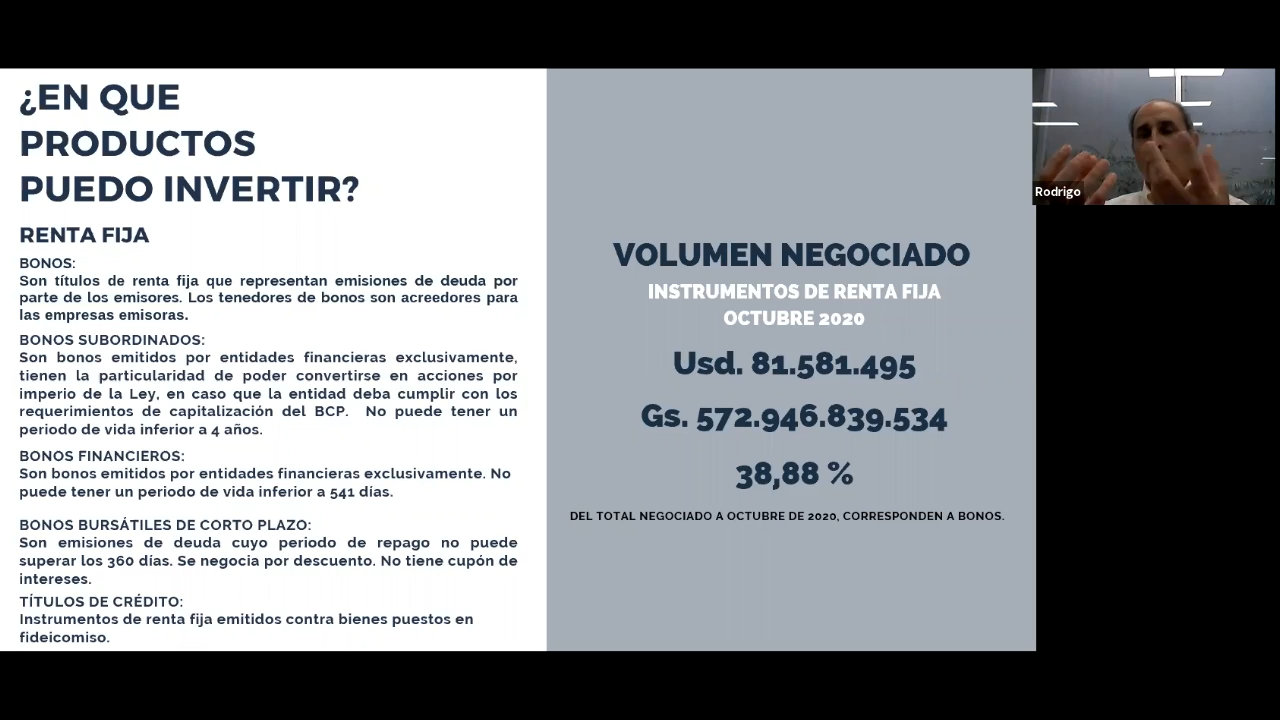 ¿EN QUE
PRODUCTOS
PUEDO INVERTIR?
RENTA FIJA
BONOS:
Son títulos de renta fija que representan emisiones de deuda por
parte de los emisores. Los tenedores de bonos son acreedores para
las empresas emisoras.
BONOS SUBORDINADOS:
Son bonos emitidos por entidades financieras exclusivamente,
tienen la particularidad de poder convertirse en acciones por
imperio de la Ley, en caso que la entidad deba cumplir con los
requerimientos de capitalización del BCP. No puede tener un
periodo de vida inferior a 4 años.
BONOS FINANCIEROS:
Son bonos emitidos por entidades financieras exclusivamente. No
puede tener un periodo de vida inferior a 541 días.
BONOS BURSÁTILES DE CORTO PLAZO:
Son emisiones de deuda cuyo periodo de repago no puede
superar los 360 días. Se negocia por descuento. No tiene cupón de
intereses.
TÍTULOS DE CRÉDITO:
Instrumentos de renta fija emitidos contra bienes puestos en
fideicomiso.
VOLUMEN NEGOCIADO
INSTRUMENTOS DE RENTA FIJA
OCTUBRE 2020
Usd. 81.581.495
Gs. 572.946.839.534
38,88 %
DEL TOTAL NEGOCIADO A OCTUBRE DE 2020, CORRESPONDEN A BONOS.
Rodrigo